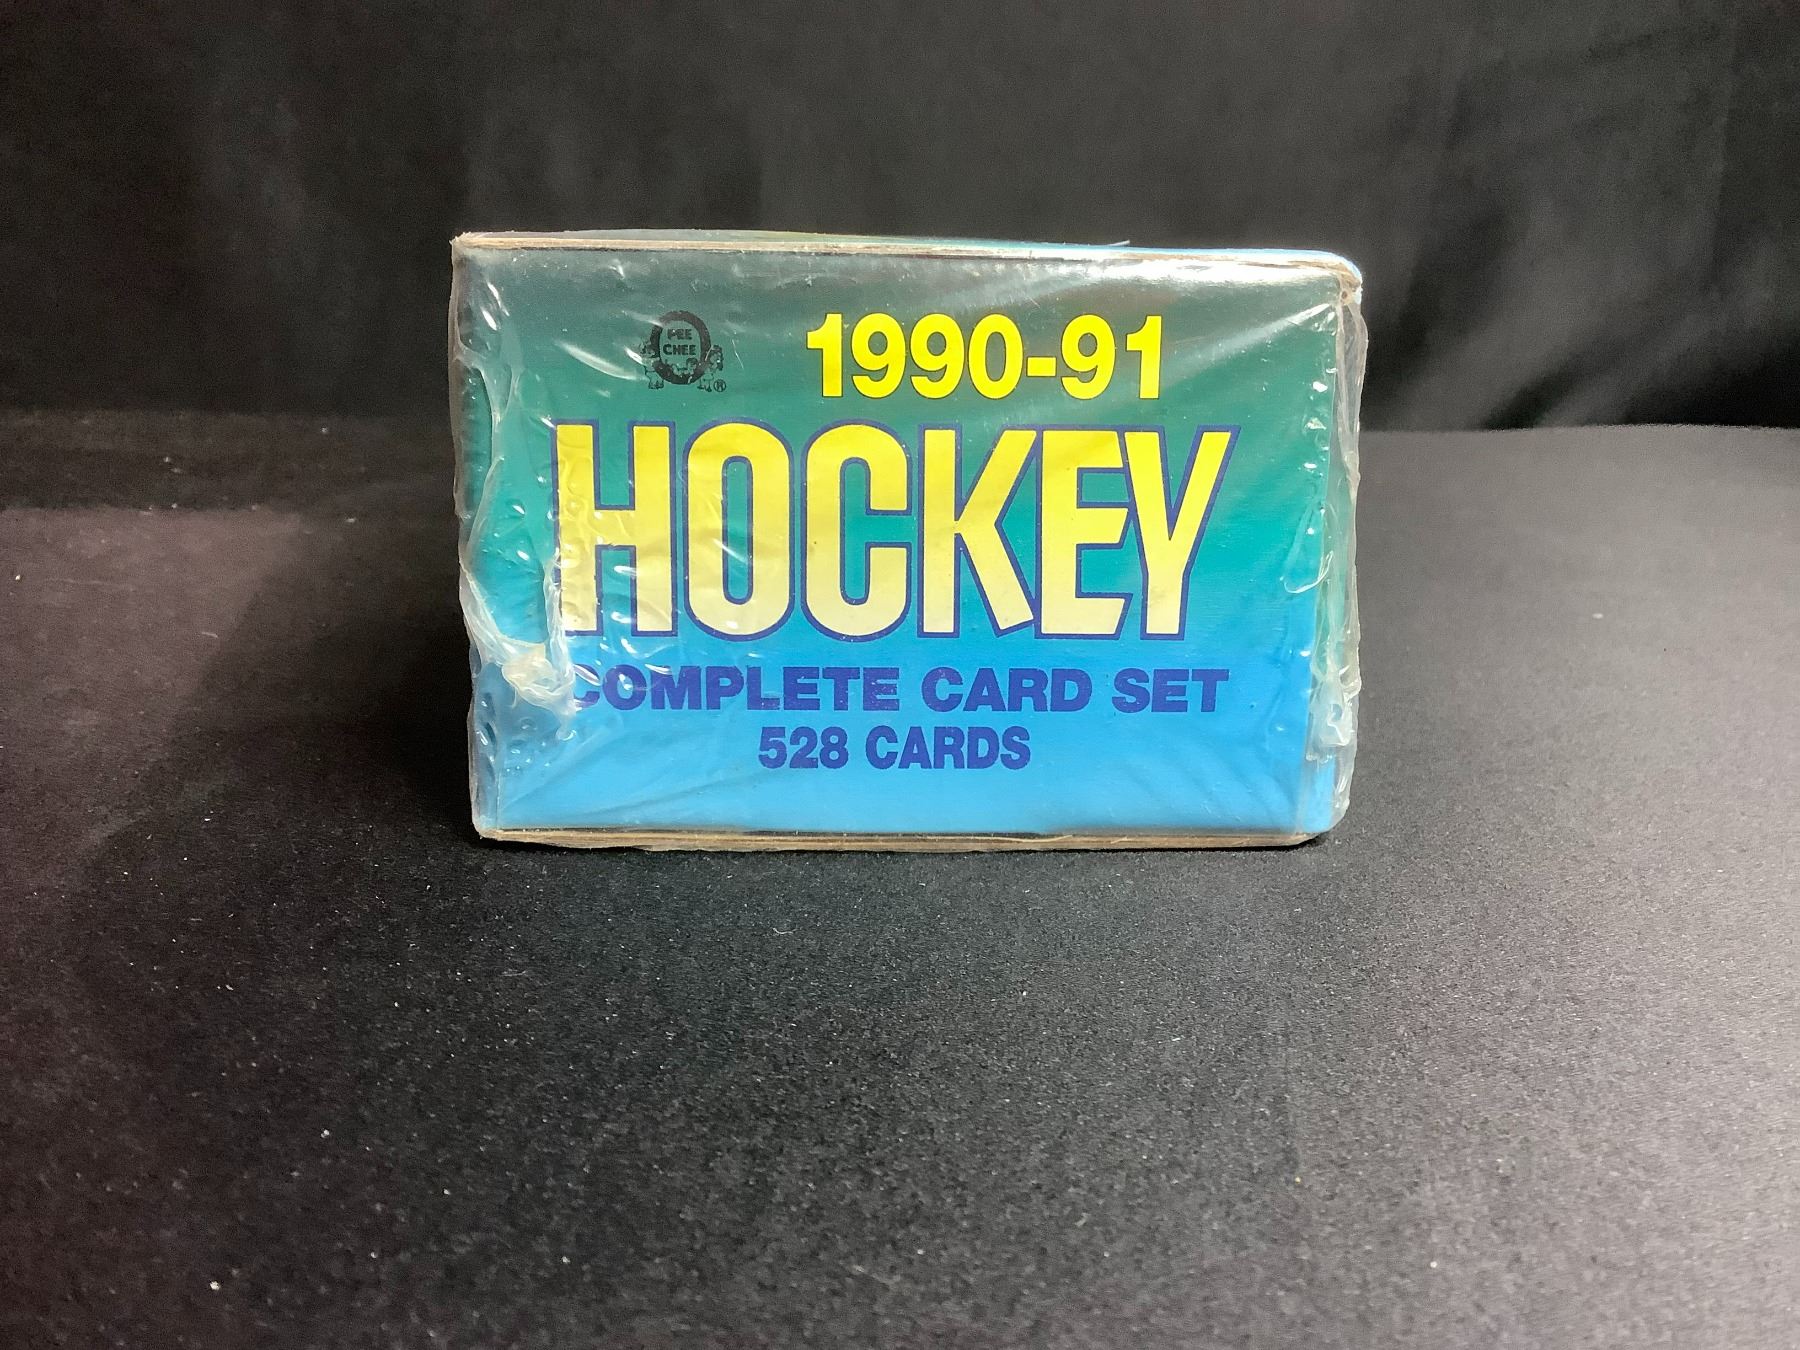 PEE
CHEE
®
1990-91
HOCKEY
COMPLETE CARD SET
528 CARDS